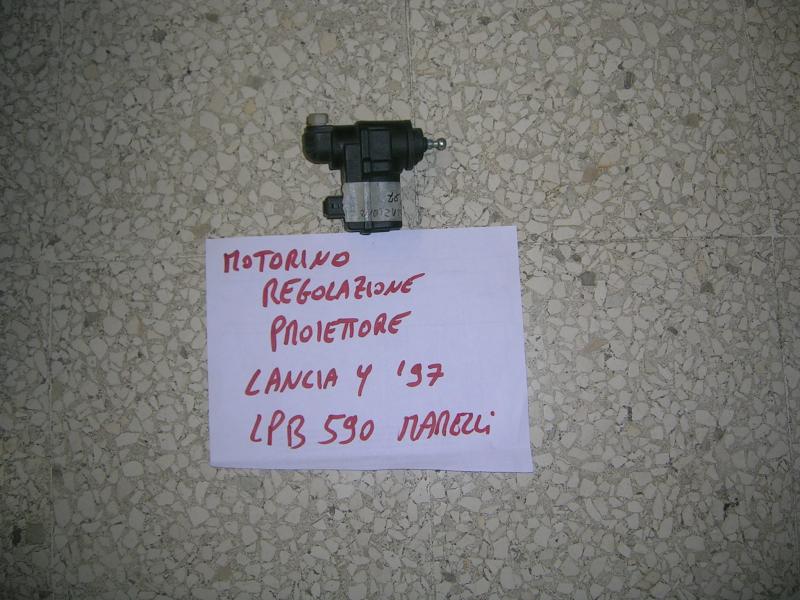 MOTORINO
REGOLAZIONE
PROIETTORE
LANCIA Y '97
LPB 590 MARELLI